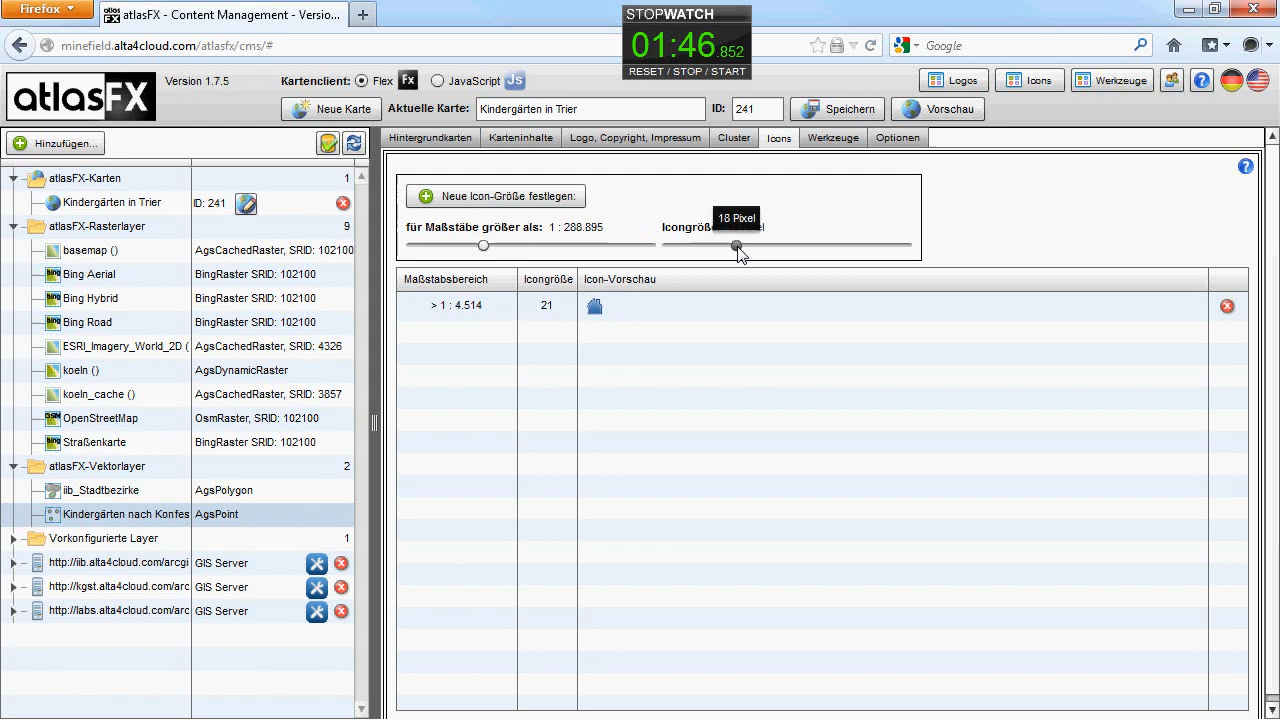 Firefox
STOPWATCH
01:46.852
RESET / STOP / START
atlas FX
atlasFX - Content Management - Versio...
minefield.alta4cloud.com/atlasfx/cms/#
Google
atlasFX
Version 1.7.5
Kartenclient: Flex Fx JavaScript Js
Logos
Icons
Werkzeuge
Neue Karte
Aktuelle Karte: Kindergärten in Trier
ID: 241
Speichern
Vorschau
Hinzufügen...
Hintergrundkarten
Karteninhalte
Logo, Copyright, Impressum
Cluster
Icons
Werkzeuge
Optionen
atlasFX-Karten 1
Kindergärten in Trier ID: 241
atlasFX-Rasterlayer 9
basemap () AgsCachedRaster, SRID: 102100
Bing Aerial BingRaster SRID: 102100
Bing Hybrid BingRaster SRID: 102100
Bing Road BingRaster SRID: 102100
ESRI_Imagery_World_2D ( AgsCachedRaster, SRID: 4326
koeln () AgsDynamicRaster
koeln_cache () AgsCachedRaster, SRID: 3857
OpenStreetMap OsmRaster, SRID: 102100
Straßenkarte BingRaster SRID: 102100
atlasFX-Vektorlayer 2
iib_Stadtbezirke AgsPolygon
Kindergärten nach Konfes AgsPoint
Vorkonfigurierte Layer 1
http://iib.alta4cloud.com/arcgi GIS Server
http://kgst.alta4cloud.com/arc GIS Server
http://labs.alta4cloud.com/arc GIS Server
Neue Icon-Größe festlegen:
18 Pixel
für Maßstäbe größer als: 1 : 288.895
Icongröße
Maßstabsbereich Icongröße Icon-Vorschau
> 1 : 4.514 21